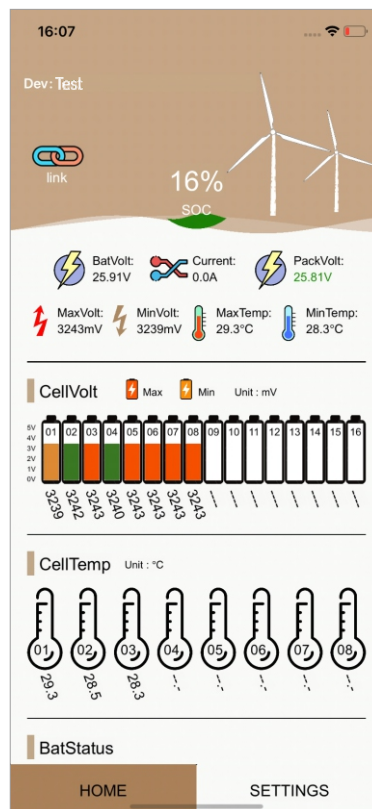 16:07
Dev: Test
link
16%
SOC
BatVolt: Current: PackVolt:
25.91V 0.0A 25.81V
MaxVolt: MinVolt: MaxTemp: MinTemp:
3243mV 3239mV 29.3°C 28.3°C
CellVolt Max Min Unit : mV
01 02 03 04 05 06 07 08 09 10 11 12 13 14 15 16
5V
4V
3V
2V
1V
0V
3239 3242 3243 3240 3243 3243 3243 3243 --- --- --- --- --- --- --- ---
CellTemp Unit : °C
01 02 03 04 05 06 07 08
29.3 28.5 28.3 --.- --.- --.- --.- --.-
BatStatus
HOME SETTINGS